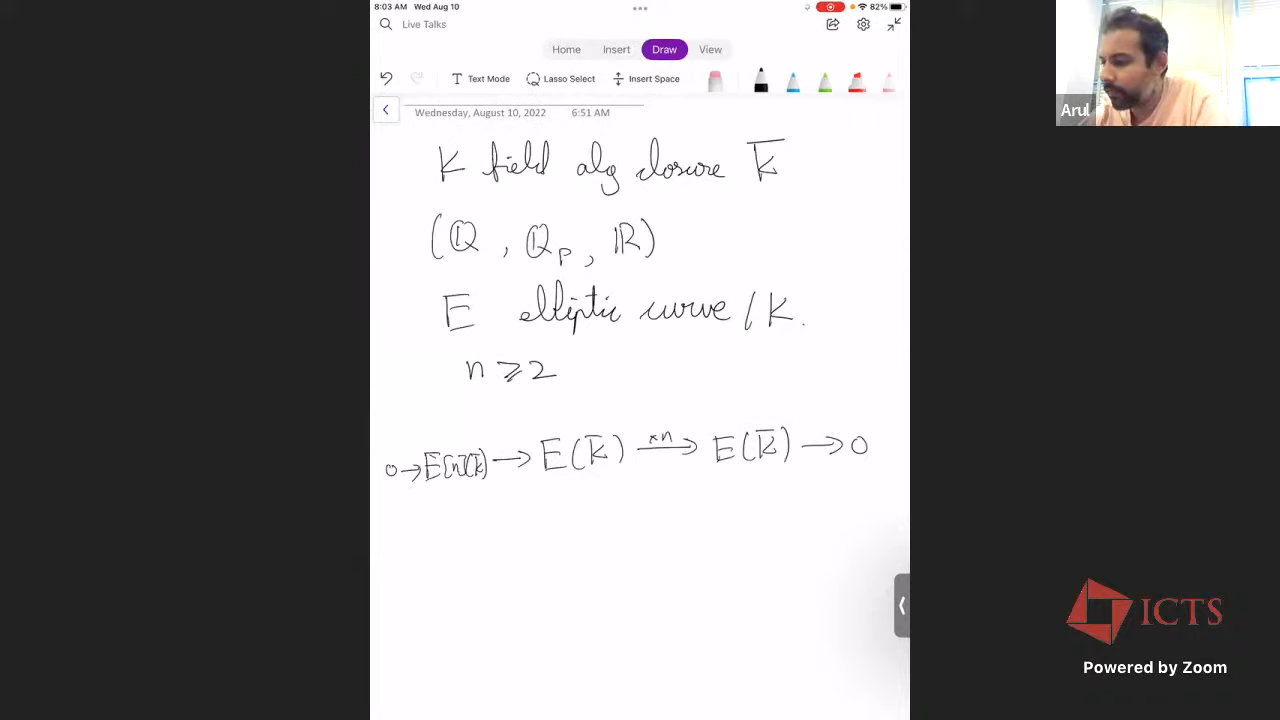 8:03 AM Wed Aug 10
82%
Live Talks
Home Insert Draw View
Text Mode Lasso Select Insert Space
Wednesday, August 10, 2022 6:51 AM
K field alg closure K̄
(ℚ, ℚ_p, ℝ)
E elliptic curve / K.
n ≥ 2
0 → E[n](K̄) → E(K̄) —×n→ E(K̄) → 0
Arul
ICTS
Powered by Zoom